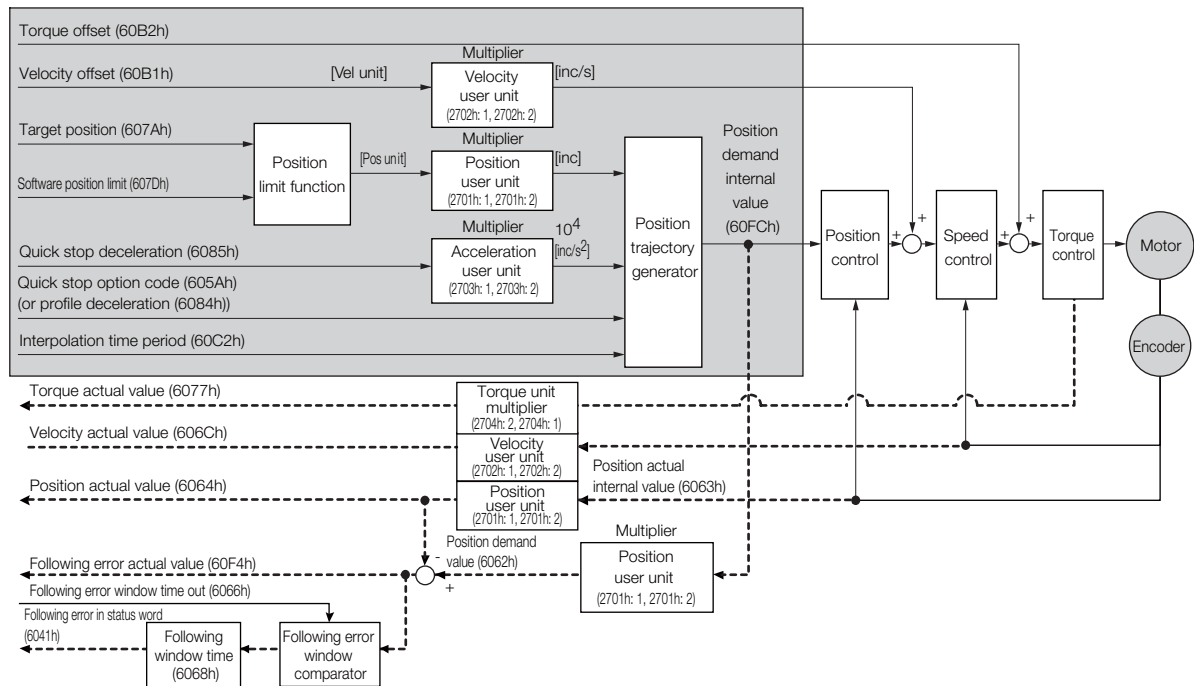 Torque offset (60B2h)
Multiplier
Velocity offset (60B1h)
[Vel unit]
Velocity
user unit
(2702h: 1, 2702h: 2)
[inc/s]
Target position (607Ah)
Software position limit (607Dh)
Position
limit function
[Pos unit]
Multiplier
Position
user unit
(2701h: 1, 2701h: 2)
[inc]
Multiplier
Quick stop deceleration (6085h)
Acceleration
user unit
(2703h: 1, 2703h: 2)
10^4
[inc/s^2]
Quick stop option code (605Ah)
(or profile deceleration (6084h))
Interpolation time period (60C2h)
Position
trajectory
generator
Position
demand
internal
value
(60FCh)
Position
control
+
+
Speed
control
+
+
Torque
control
Motor
Encoder
Torque actual value (6077h)
Torque unit
multiplier
(2704h: 2, 2704h: 1)
Velocity actual value (606Ch)
Velocity
user unit
(2702h: 1, 2702h: 2)
Position actual value (6064h)
Position
user unit
(2701h: 1, 2701h: 2)
Position actual
internal value (6063h)
Multiplier
Position
user unit
(2701h: 1, 2701h: 2)
Position demand
value (6062h)
-
+
Following error actual value (60F4h)
Following error window time out (6066h)
Following error in status word
(6041h)
Following
window time
(6068h)
Following error
window
comparator